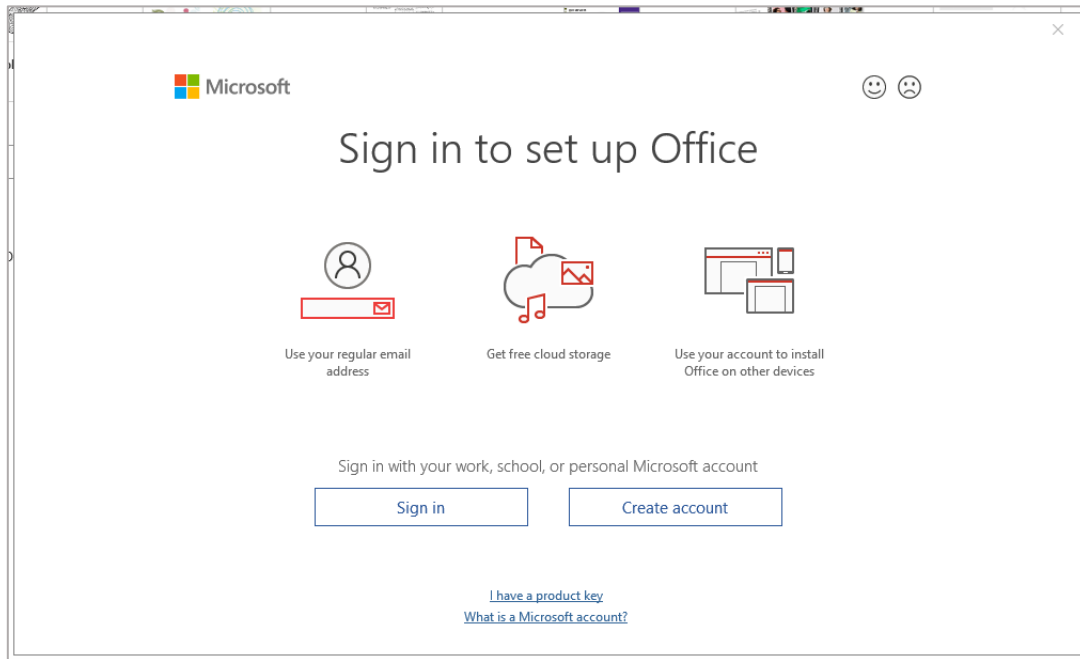 Microsoft
Sign in to set up Office
Use your regular email
address
Get free cloud storage
Use your account to install
Office on other devices
Sign in with your work, school, or personal Microsoft account
Sign in
Create account
I have a product key
What is a Microsoft account?